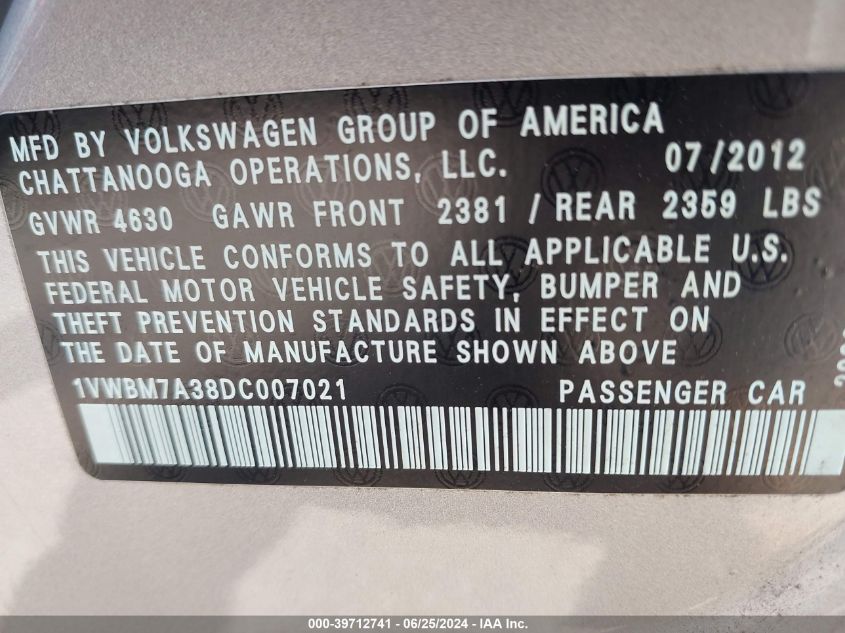 MFD BY VOLKSWAGEN GROUP OF AMERICA
CHATTANOOGA OPERATIONS, LLC. 07/2012
GVWR 4630 GAWR FRONT 2381 / REAR 2359 LBS
THIS VEHICLE CONFORMS TO ALL APPLICABLE U.S.
FEDERAL MOTOR VEHICLE SAFETY, BUMPER AND
THEFT PREVENTION STANDARDS IN EFFECT ON
THE DATE OF MANUFACTURE SHOWN ABOVE
1VWBM7A38DC007021 PASSENGER CAR
000-39712741 - 06/25/2024 - IAA Inc.